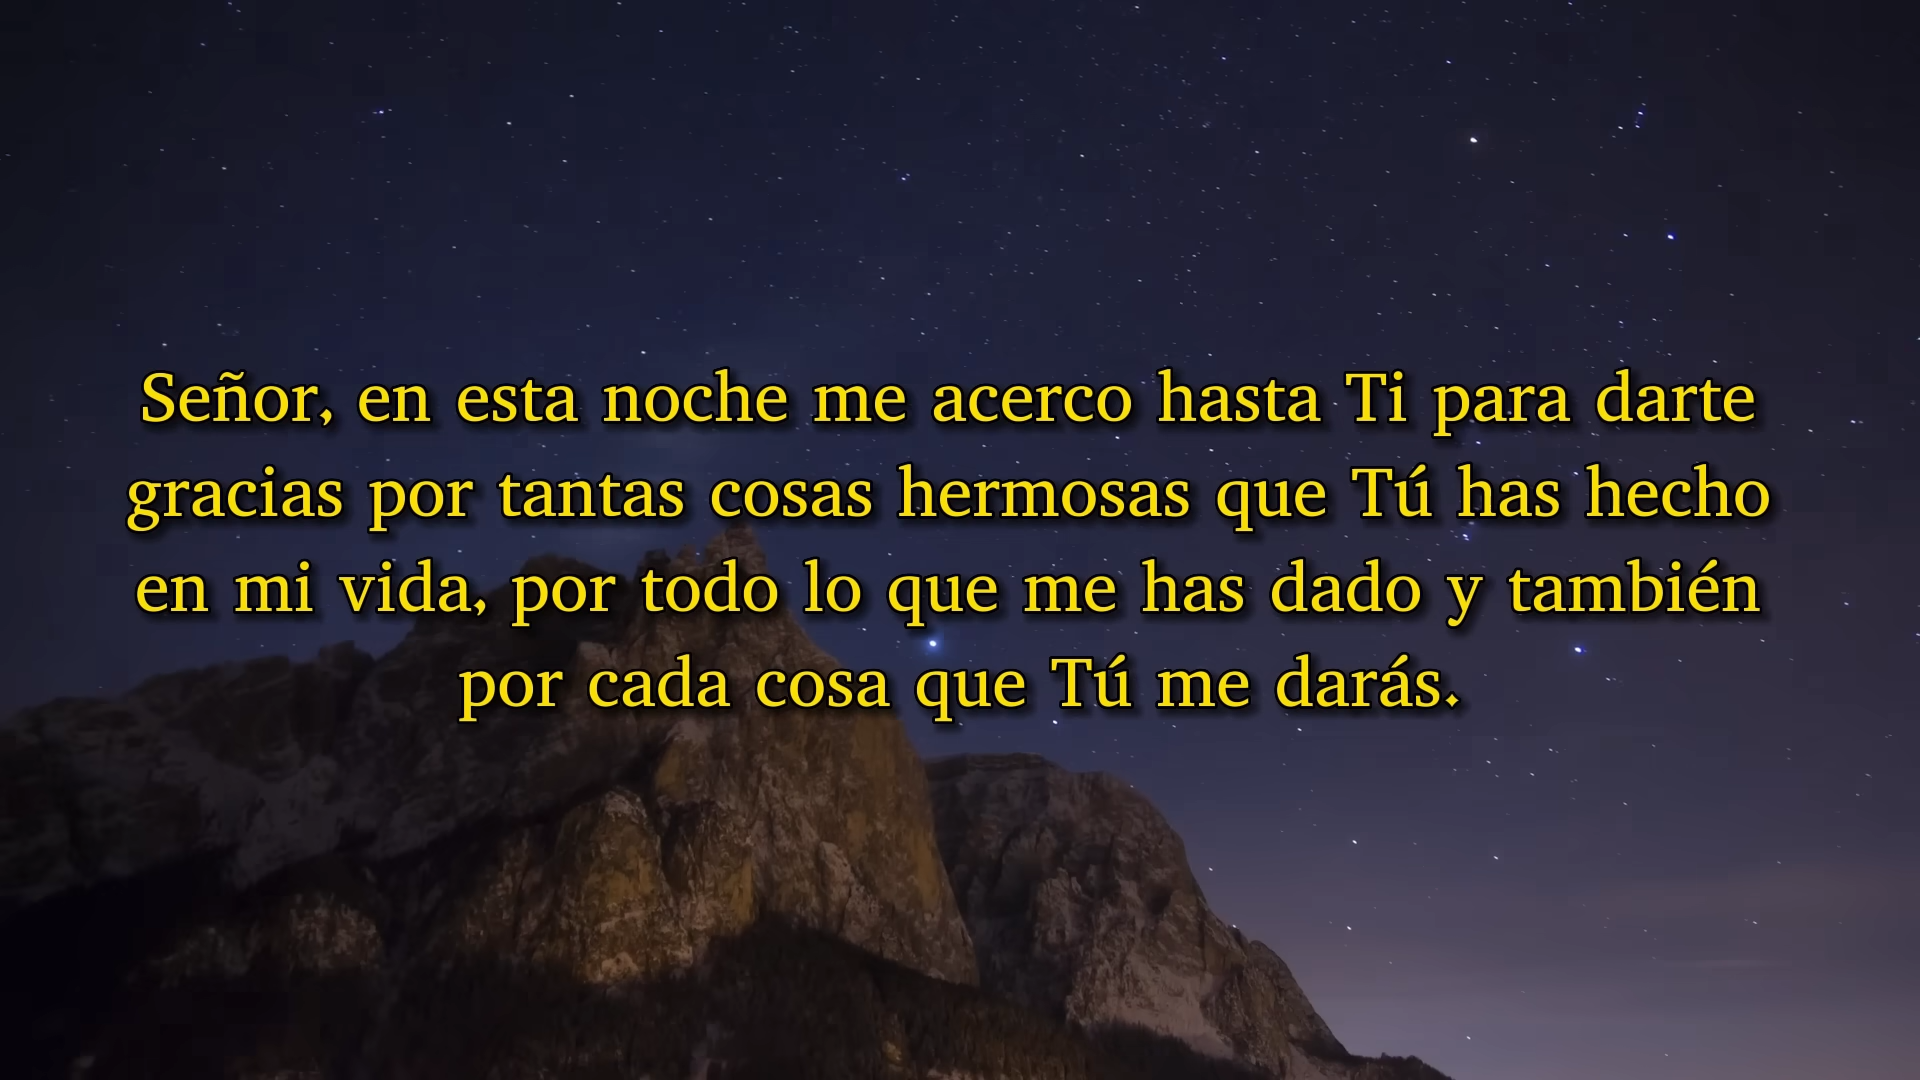 Señor, en esta noche me acerco hasta Ti para darte
gracias por tantas cosas hermosas que Tú has hecho
en mi vida, por todo lo que me has dado y también
por cada cosa que Tú me darás.